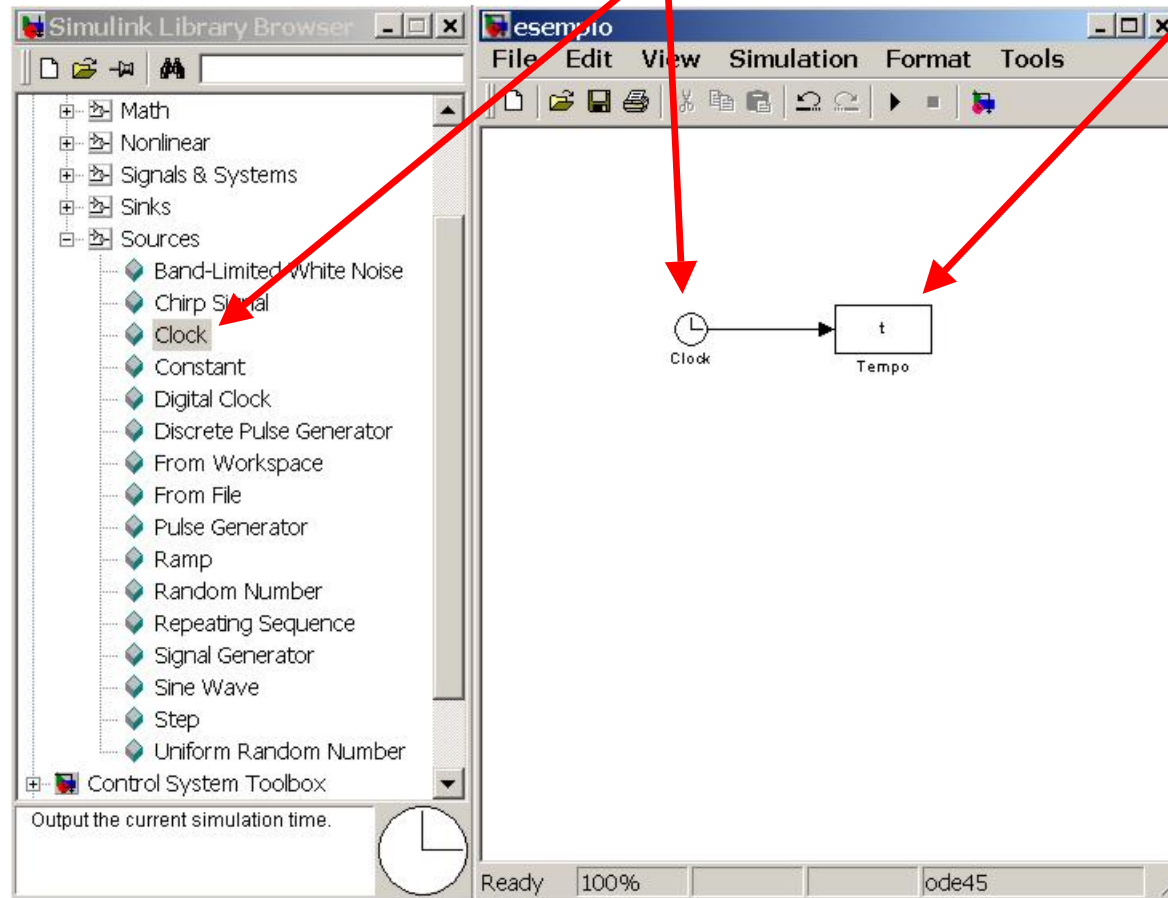 Simulink Library Browser
Math
Nonlinear
Signals & Systems
Sinks
Sources
Band-Limited White Noise
Chirp Signal
Clock
Constant
Digital Clock
Discrete Pulse Generator
From Workspace
From File
Pulse Generator
Ramp
Random Number
Repeating Sequence
Signal Generator
Sine Wave
Step
Uniform Random Number
Control System Toolbox
Output the current simulation time.
esempio
File Edit View Simulation Format Tools
t
Clock
Tempo
Ready 100% ode45